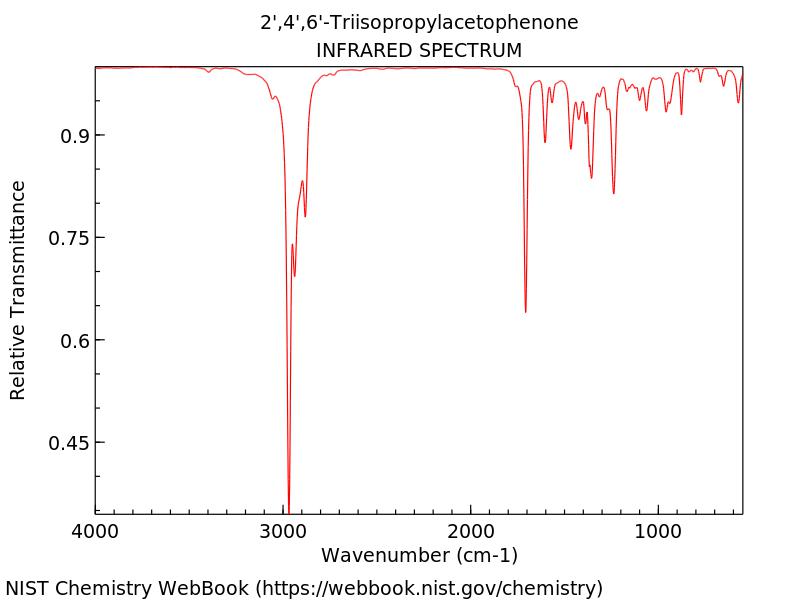 2',4',6'-Triisopropylacetophenone
INFRARED SPECTRUM
Relative Transmittance
0.9
0.75
0.6
0.45
4000 3000 2000 1000
Wavenumber (cm-1)
NIST Chemistry WebBook (https://webbook.nist.gov/chemistry)